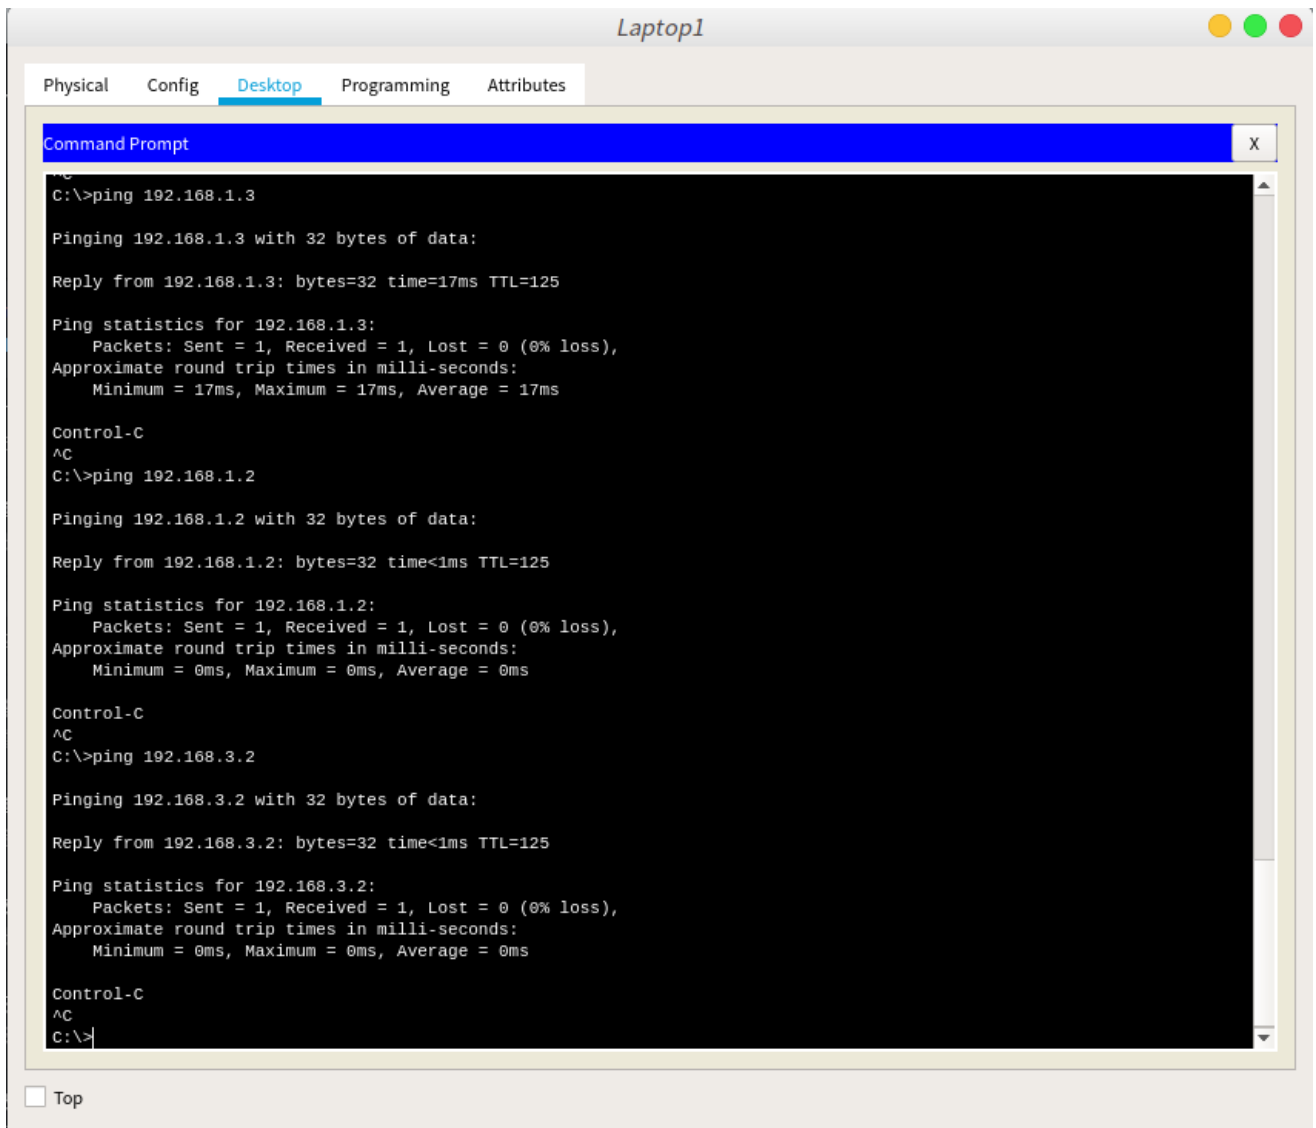 Laptop1
Physical Config Desktop Programming Attributes
Command Prompt X
^C
C:\>ping 192.168.1.3
Pinging 192.168.1.3 with 32 bytes of data:
Reply from 192.168.1.3: bytes=32 time=17ms TTL=125
Ping statistics for 192.168.1.3:
    Packets: Sent = 1, Received = 1, Lost = 0 (0% loss),
Approximate round trip times in milli-seconds:
    Minimum = 17ms, Maximum = 17ms, Average = 17ms
Control-C
^C
C:\>ping 192.168.1.2
Pinging 192.168.1.2 with 32 bytes of data:
Reply from 192.168.1.2: bytes=32 time<1ms TTL=125
Ping statistics for 192.168.1.2:
    Packets: Sent = 1, Received = 1, Lost = 0 (0% loss),
Approximate round trip times in milli-seconds:
    Minimum = 0ms, Maximum = 0ms, Average = 0ms
Control-C
^C
C:\>ping 192.168.3.2
Pinging 192.168.3.2 with 32 bytes of data:
Reply from 192.168.3.2: bytes=32 time<1ms TTL=125
Ping statistics for 192.168.3.2:
    Packets: Sent = 1, Received = 1, Lost = 0 (0% loss),
Approximate round trip times in milli-seconds:
    Minimum = 0ms, Maximum = 0ms, Average = 0ms
Control-C
^C
C:\>
Top